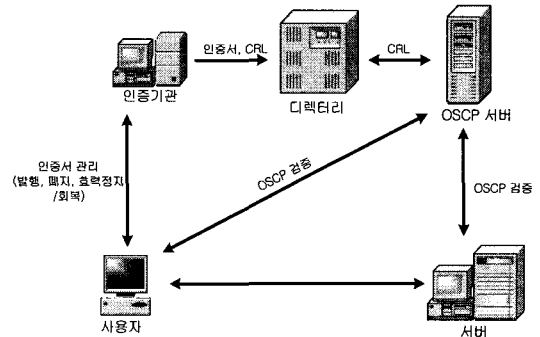 인증서, CRL
CRL
인증기관
디렉터리
OSCP 서버
인증서 관리
(발행, 폐지, 효력정지
/회복)
OSCP 검증
OSCP 검증
사용자
서버